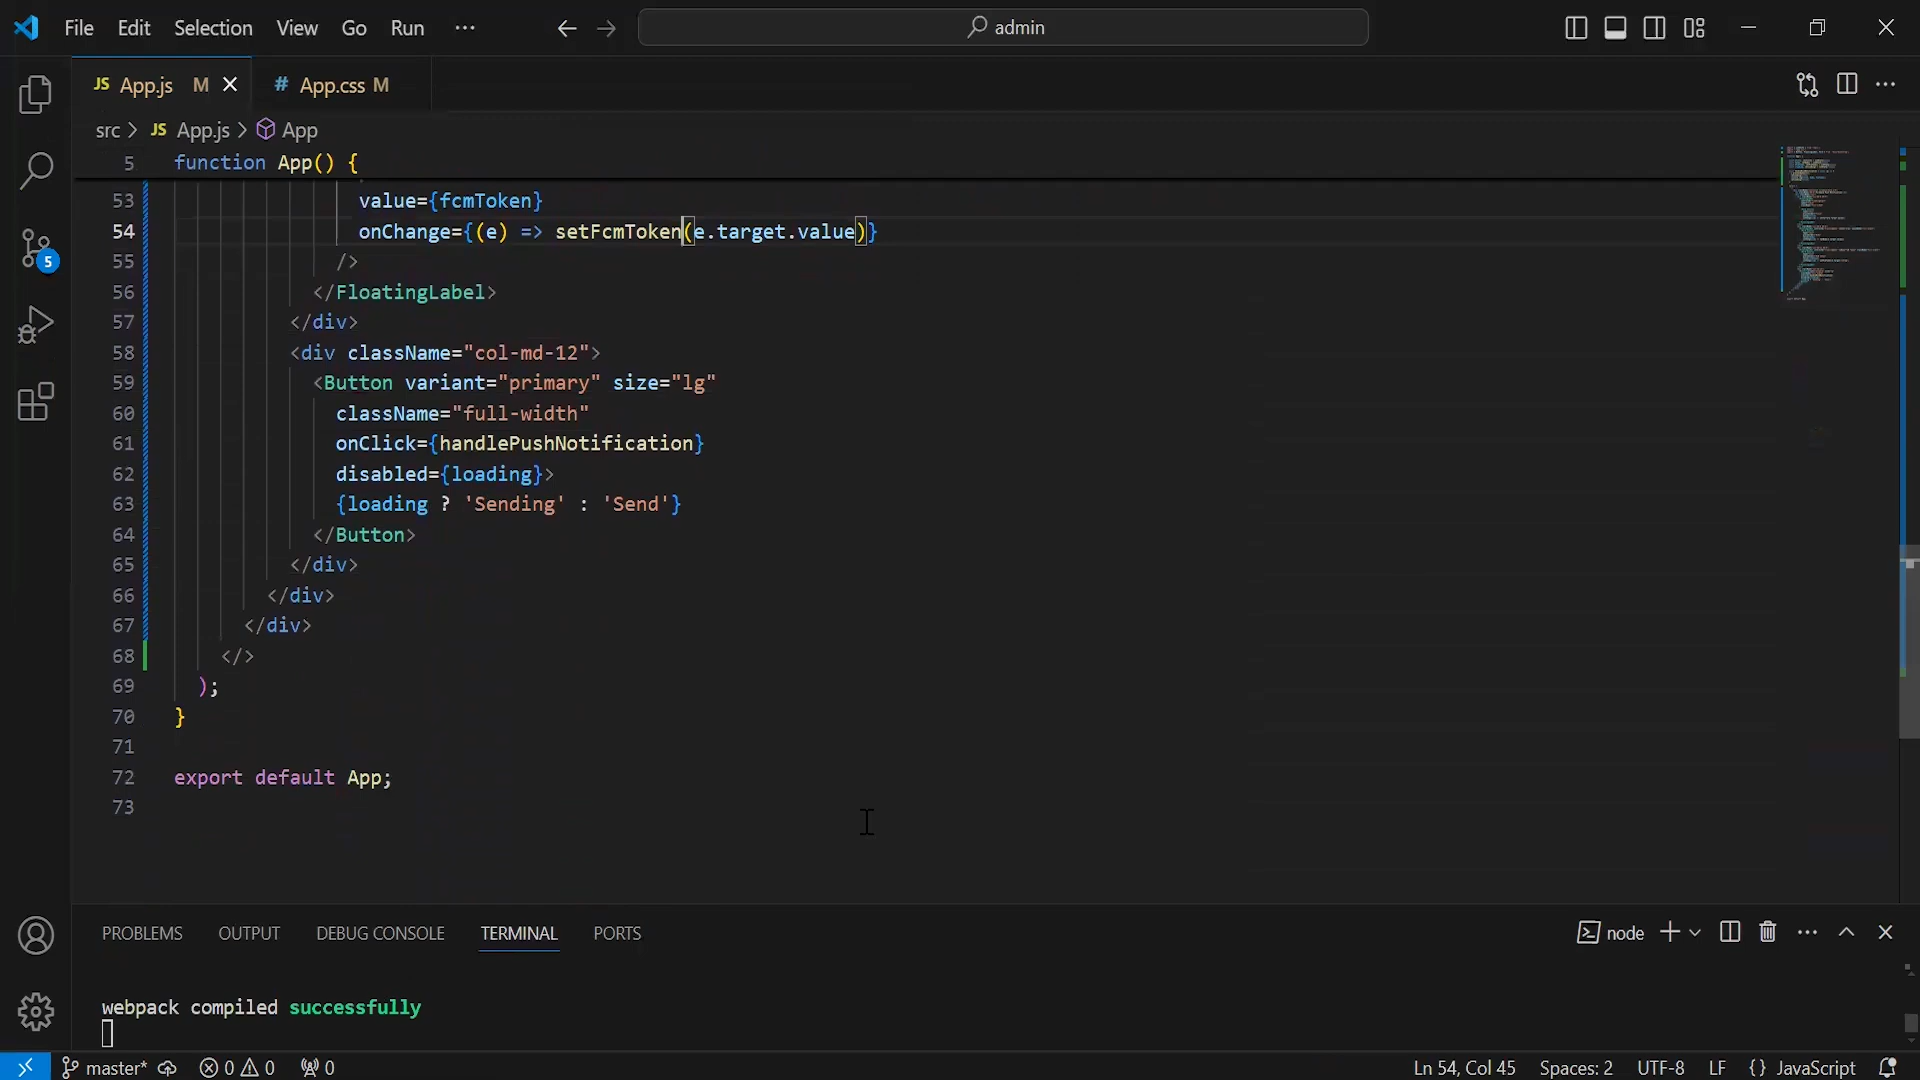 File Edit Selection View Go Run ··· admin
JS App.js M # App.css M
src > JS App.js > App
5 function App() {
53 value={fcmToken}
54 onChange={(e) => setFcmToken(e.target.value)}
55 />
56 </FloatingLabel>
57 </div>
58 <div className="col-md-12">
59 <Button variant="primary" size="lg"
60 className="full-width"
61 onClick={handlePushNotification}
62 disabled={loading}>
63 {loading ? 'Sending' : 'Send'}
64 </Button>
65 </div>
66 </div>
67 </div>
68 </>
69 );
70 }
71
72 export default App;
73
5
PROBLEMS OUTPUT DEBUG CONSOLE TERMINAL PORTS node
webpack compiled successfully
master* 0 0 0 Ln 54, Col 45 Spaces: 2 UTF-8 LF {} JavaScript